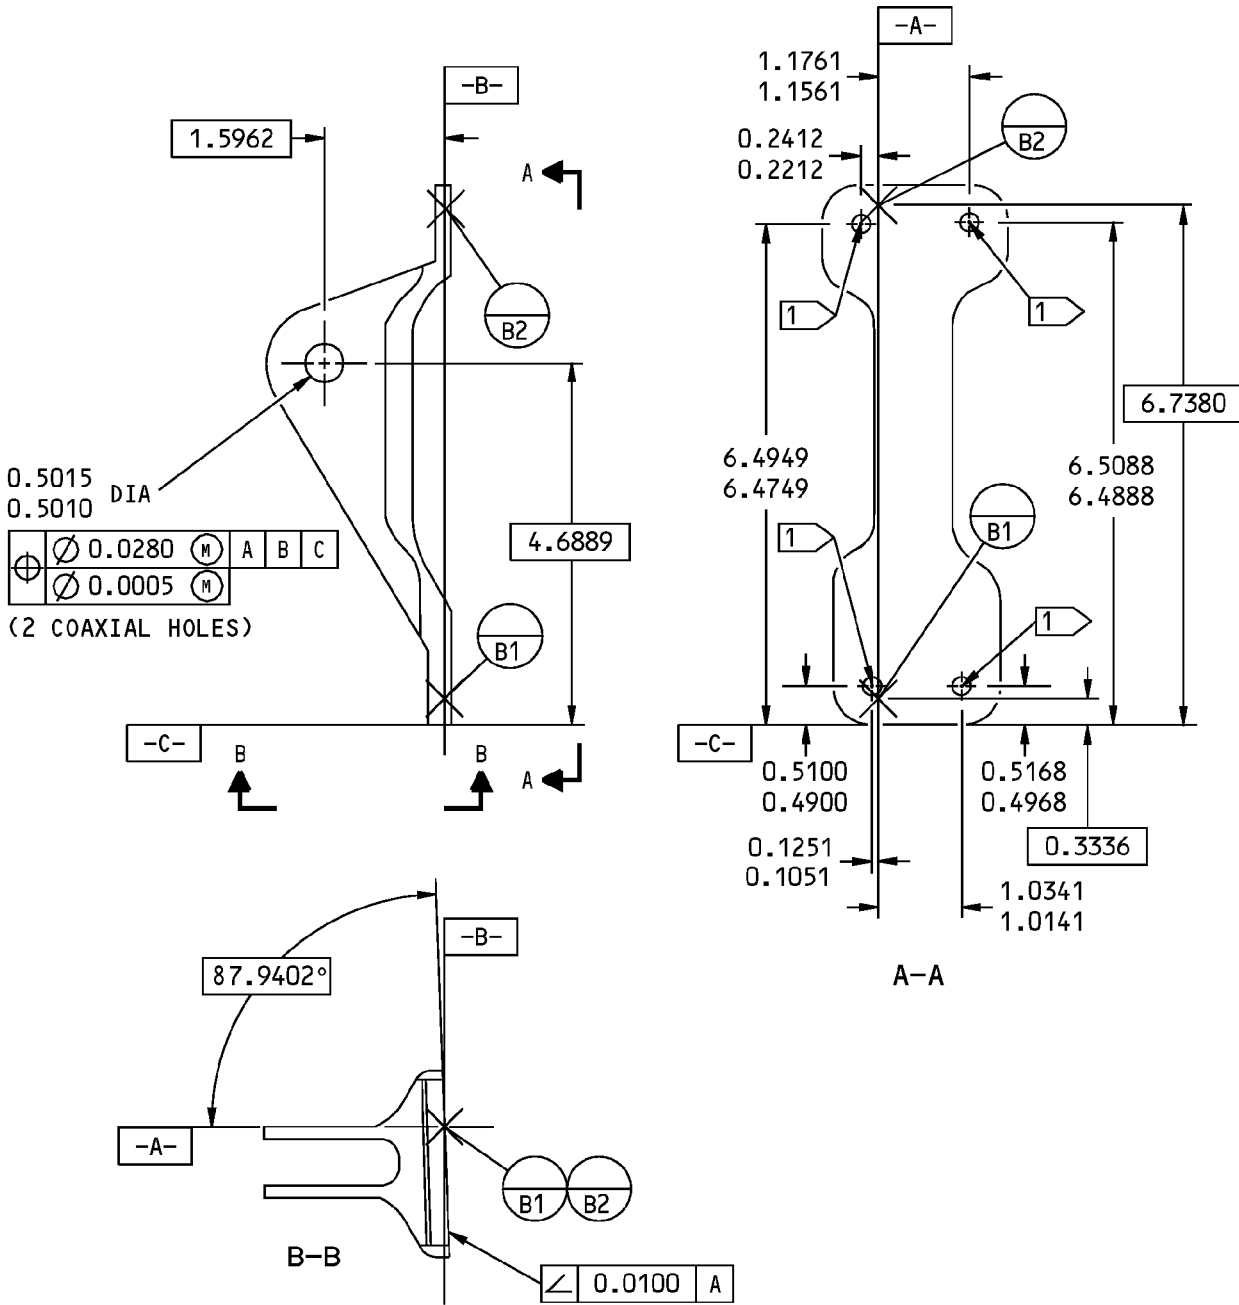 -A-
1.1761
1.1561
-B-
B2
1.5962
0.2412
0.2212
A
B2
1
1
6.7380
6.4949
6.4749
6.5088
6.4888
0.5015
0.5010
DIA
⌖ ∅ 0.0280 Ⓜ A B C
∅ 0.0005 Ⓜ
(2 COAXIAL HOLES)
4.6889
B1
1
B1
1
-C-
B
B
A
-C-
0.5100
0.4900
0.5168
0.4968
0.3336
0.1251
0.1051
1.0341
1.0141
A-A
-B-
87.9402°
-A-
B1
B2
B-B
∠ 0.0100 A